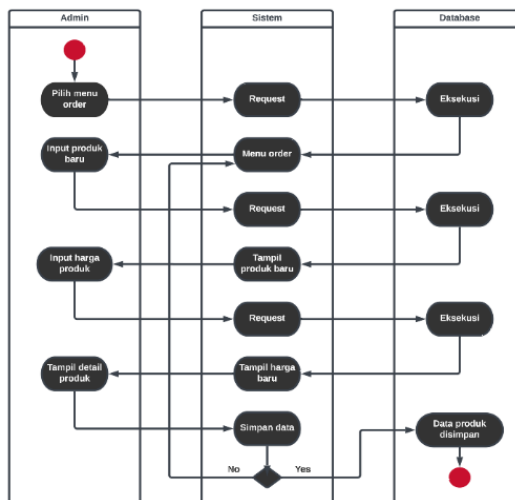 Admin
Sistem
Database
Pilih menu
order
Request
Eksekusi
Input produk
baru
Menu order
Request
Eksekusi
Input harga
produk
Tampil
produk baru
Request
Eksekusi
Tampil detail
produk
Tampil harga
baru
Simpan data
Data produk
disimpan
No
Yes